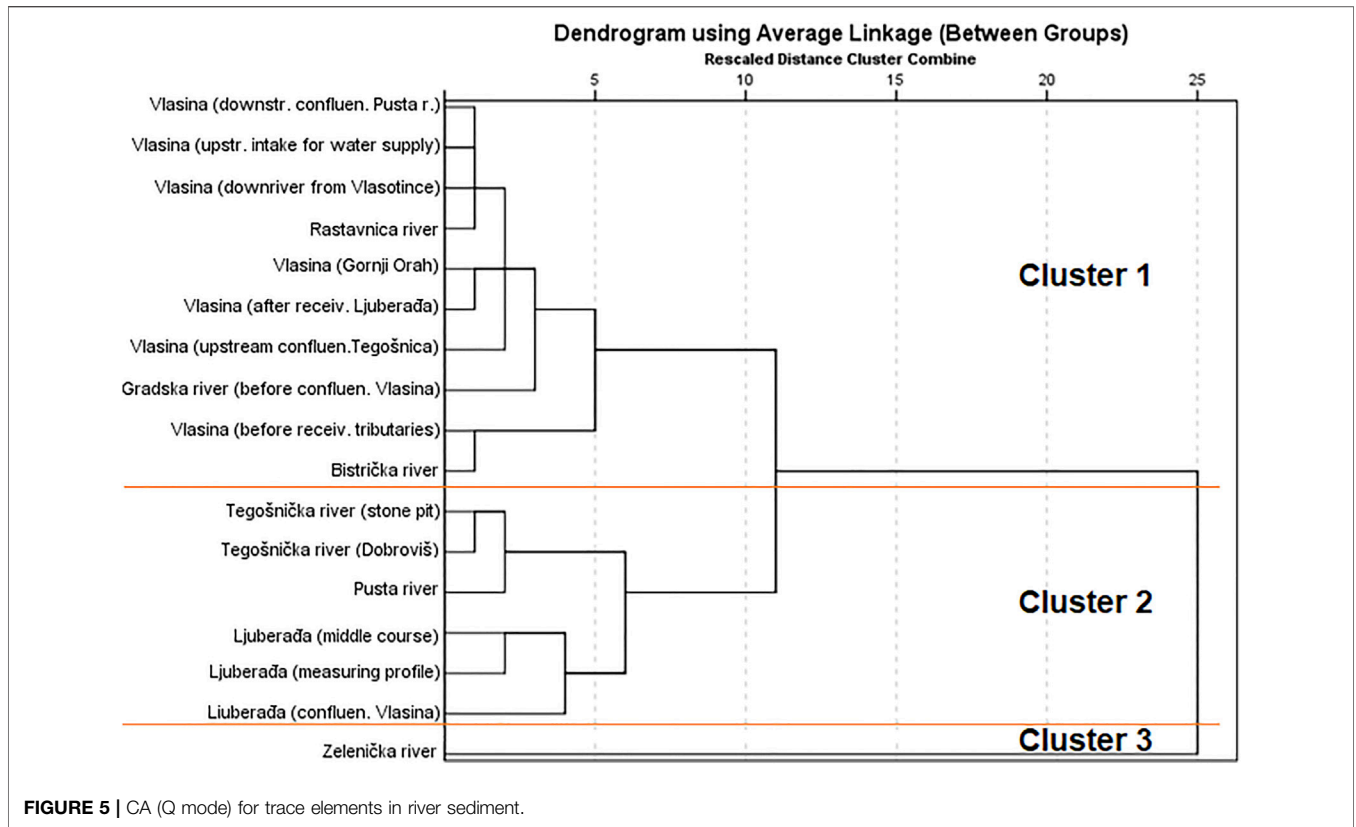 Dendrogram using Average Linkage (Between Groups)
Rescaled Distance Cluster Combine
5 10 15 20 25
Vlasina (downstr. confluen. Pusta r.)
Vlasina (upstr. intake for water supply)
Vlasina (downriver from Vlasotince)
Rastavnica river
Vlasina (Gornji Orah)
Cluster 1
Vlasina (after receiv. Ljuberađa)
Vlasina (upstream confluen.Tegošnica)
Gradska river (before confluen. Vlasina)
Vlasina (before receiv. tributaries)
Bistrička river
Tegošnička river (stone pit)
Tegošnička river (Dobroviš)
Pusta river
Cluster 2
Ljuberađa (middle course)
Ljuberađa (measuring profile)
Liuberađa (confluen. Vlasina)
Cluster 3
Zelenička river
FIGURE 5 | CA (Q mode) for trace elements in river sediment.